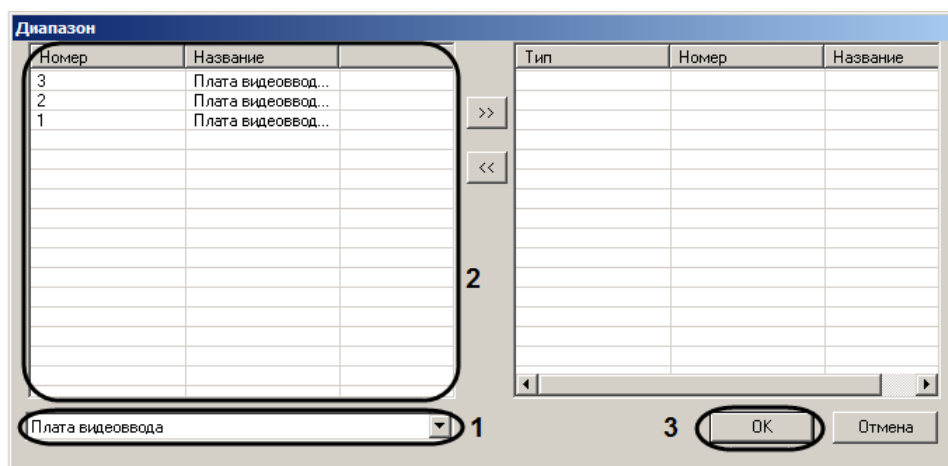 Диапазон
Номер Название
3 Плата видеоввод...
2 Плата видеоввод...
1 Плата видеоввод...
>>
<<
2
Тип Номер Название
Плата видеоввода
1
3
OK
Отмена